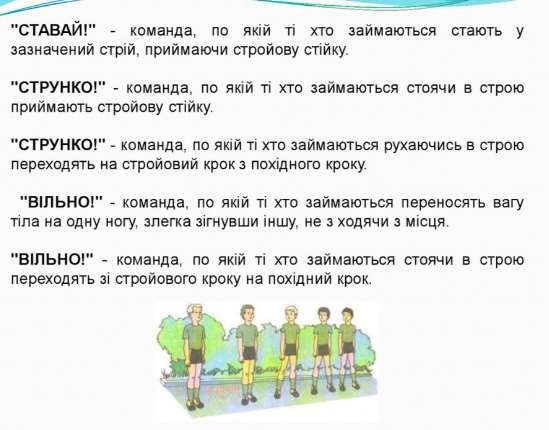 "СТАВАЙ!" - команда, по якій ті хто займаються стають у
зазначений стрій, приймаючи стройову стійку.
"СТРУНКО!" - команда, по якій ті хто займаються стоячи в строю
приймають стройову стійку.
"СТРУНКО!" - команда, по якій ті хто займаються рухаючись в строю
переходять на стройовий крок з похідного кроку.
"ВІЛЬНО!" - команда, по якій ті хто займаються переносять вагу
тіла на одну ногу, злегка зігнувши іншу, не з ходячи з місця.
"ВІЛЬНО!" - команда, по якій ті хто займаються стоячи в строю
переходять зі стройового кроку на похідний крок.